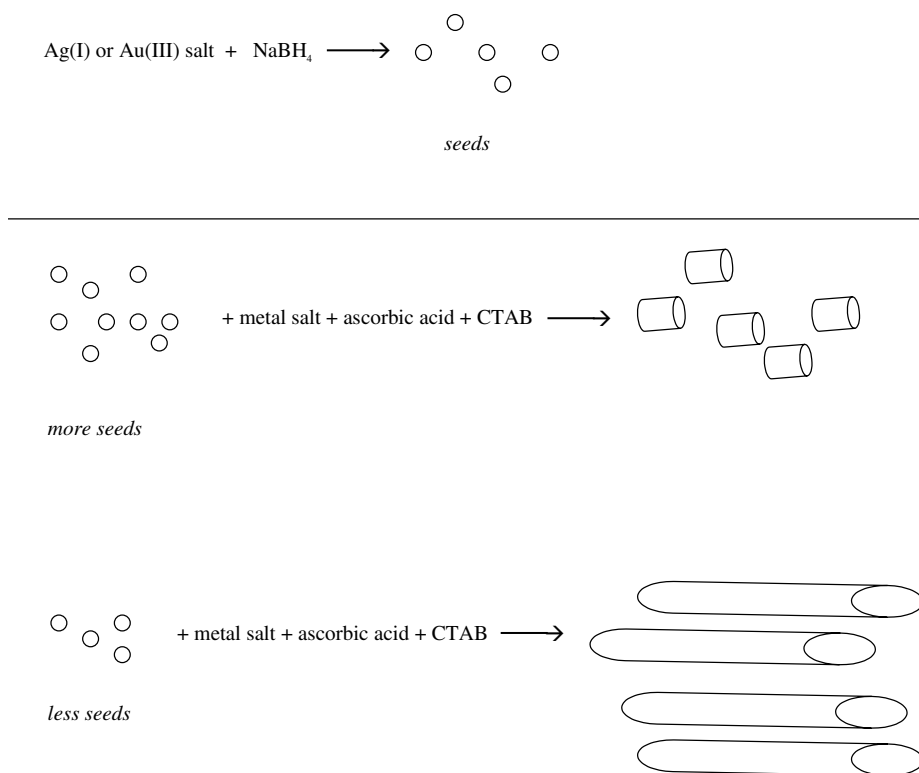 Ag(I) or Au(III) salt + NaBH₄
seeds
+ metal salt + ascorbic acid + CTAB
more seeds
+ metal salt + ascorbic acid + CTAB
less seeds